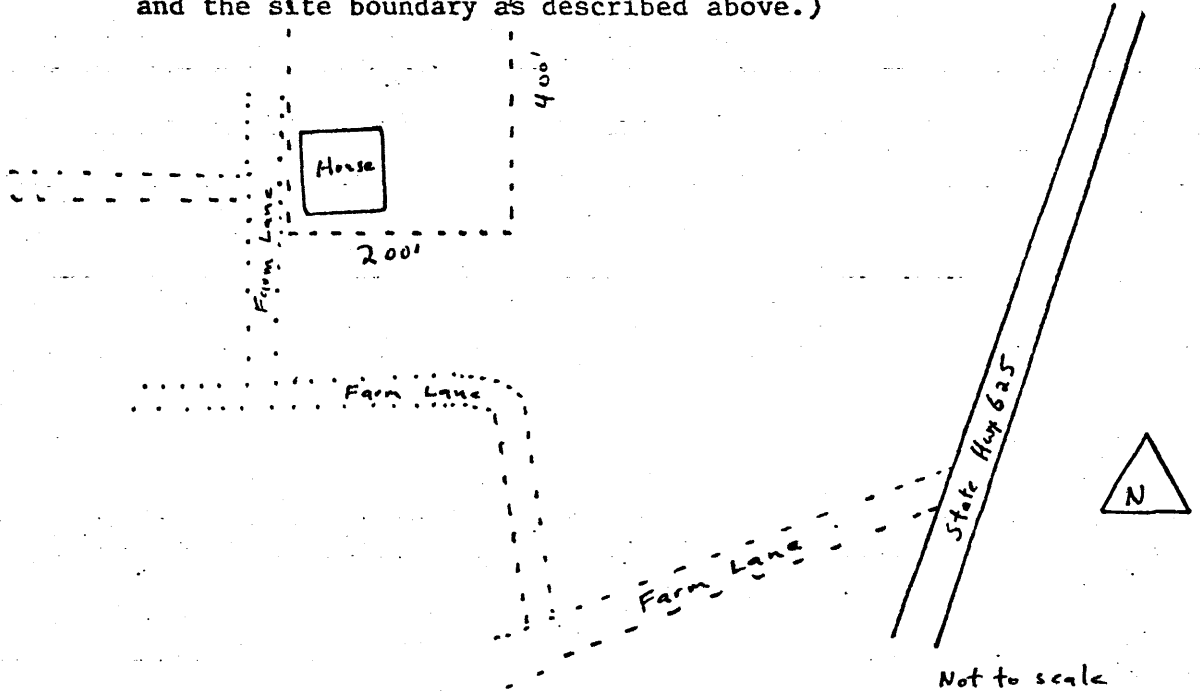 and the site boundary as described above.)
400'
House
Farm Lane
200'
Farm Lane
State Hwy 625
N
Farm Lane
Not to scale